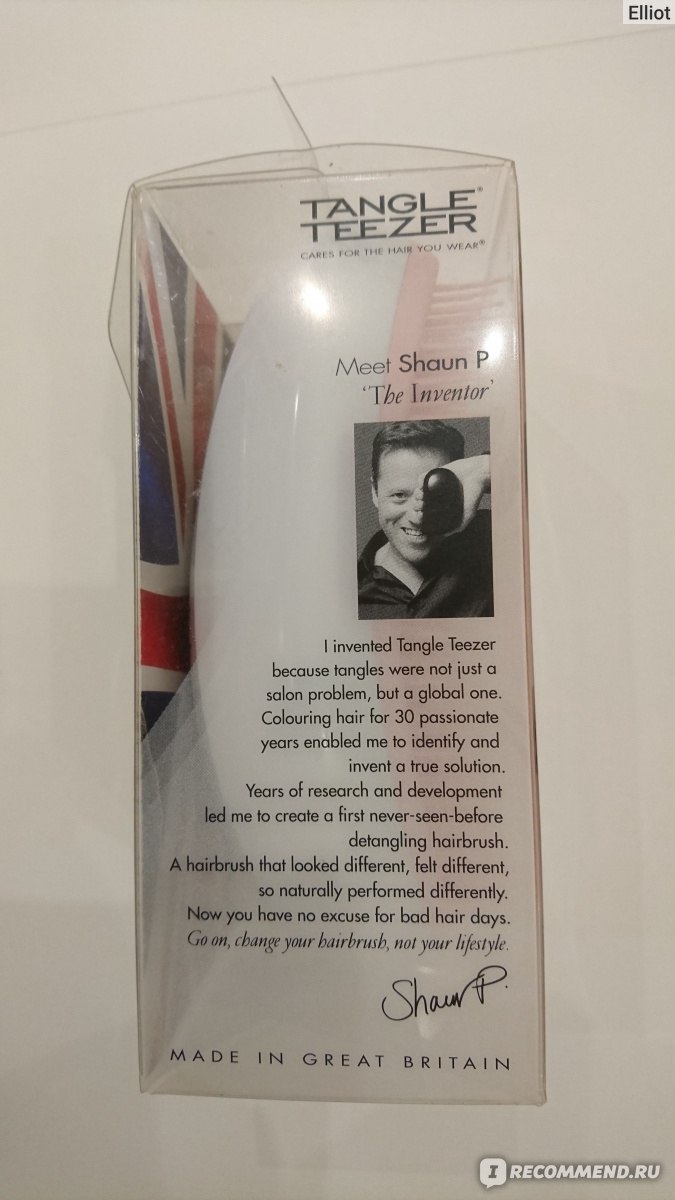 Elliot
TANGLE
TEEZER®
CARES FOR THE HAIR YOU WEAR®
Meet Shaun P
'The Inventor'
I invented Tangle Teezer
because tangles were not just a
salon problem, but a global one.
Colouring hair for 30 passionate
years enabled me to identify and
invent a true solution.
Years of research and development
led me to create a first never-seen-before
detangling hairbrush.
A hairbrush that looked different, felt different,
so naturally performed differently.
Now you have no excuse for bad hair days.
Go on, change your hairbrush, not your lifestyle.
Shaun P.
MADE IN GREAT BRITAIN
I RECOMMEND.RU